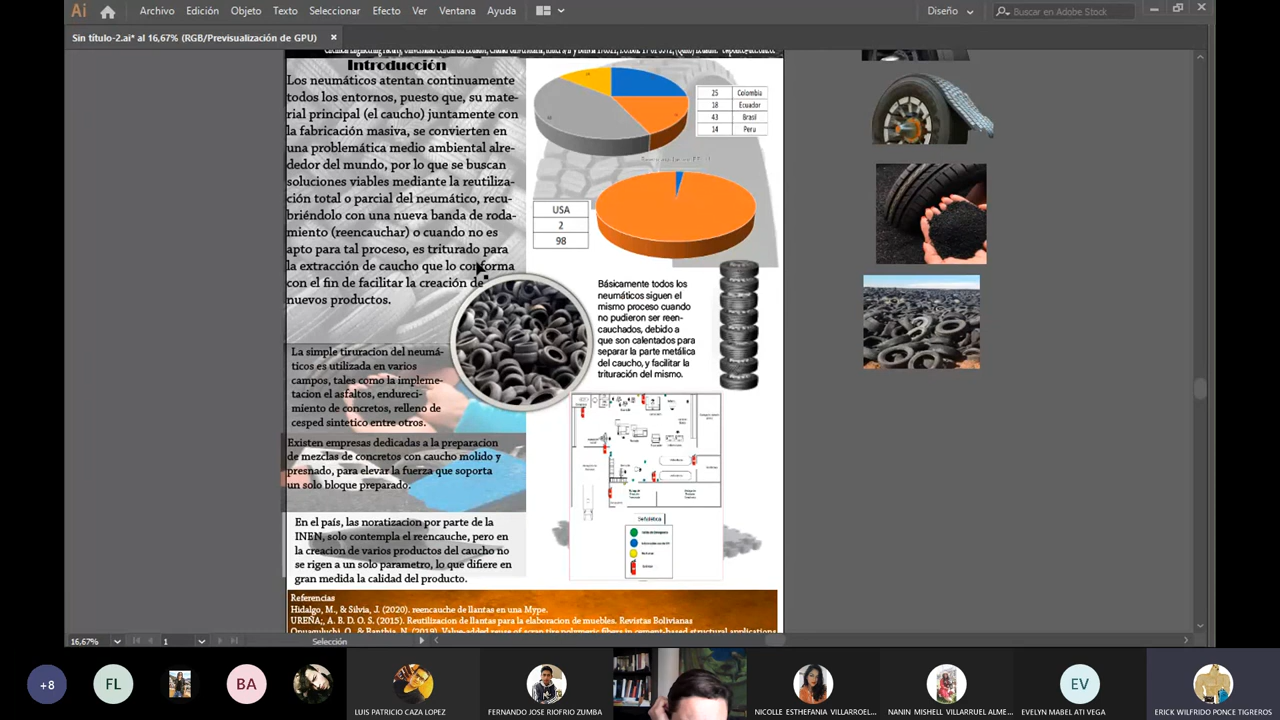 Ai
Archivo Edición Objeto Texto Seleccionar Efecto Ver Ventana Ayuda
Diseño
Buscar en Adobe Stock
Sin título-2.ai* al 16,67% (RGB/Previsualización de GPU)
Introducción
Los neumáticos atentan continuamente
todos los entornos, puesto que, su mate-
rial principal (el caucho) juntamente con
la fabricación masiva, se convierten en
una problemática medio ambiental alre-
dedor del mundo, por lo que se buscan
soluciones viables mediante la reutiliza-
ción total o parcial del neumático, recu-
briéndolo con una nueva banda de roda-
miento (reencauchar) o cuando no es
apto para tal proceso, es triturado para
la extracción de caucho que lo conforma
con el fin de facilitar la creación de
nuevos productos.
25 Colombia
18 Ecuador
43 Brasil
14 Peru
USA
2
98
Básicamente todos los
neumáticos siguen el
mismo proceso cuando
no pudieron ser reen-
cauchados, debido a
que son calentados para
separar la parte metálica
del caucho, y facilitar la
trituración del mismo.
La simple tiruracion del neumá-
ticos es utilizada en varios
campos, tales como la impleme-
tacion el asfaltos, endureci-
miento de concretos, relleno de
cesped sintetico entre otros.
Existen empresas dedicadas a la preparacion
de mezclas de concretos con caucho molido y
presnado, para elevar la fuerza que soporta
un solo bloque preparado.
En el país, las noratisacion por parte de la
INEN, solo contempla el reencauche, pero en
la creacion de varios productos del caucho no
se rigen a un solo parametro, lo que difiere en
gran medida la calidad del producto.
Señalética
Referencias
Hidalgo, M., & Silvia, J. (2020). reencauche de llantas en una Mype.
UREÑA;, A. B. D. O. S. (2015). Reutilizacion de llantas para la elaboracion de muebles. Revistas Bolivianas
16,67%
1
Selección
+8
FL
BA
EV
LUIS PATRICIO CAZA LOPEZ
FERNANDO JOSE RIOFRIO ZUMBA
NICOLLE ESTHEFANIA VILLARROEL...
NANIN MISHELL VILLARRUEL ALME...
EVELYN MABEL ATI VEGA
ERICK WILFRIDO PONCE TIGREROS